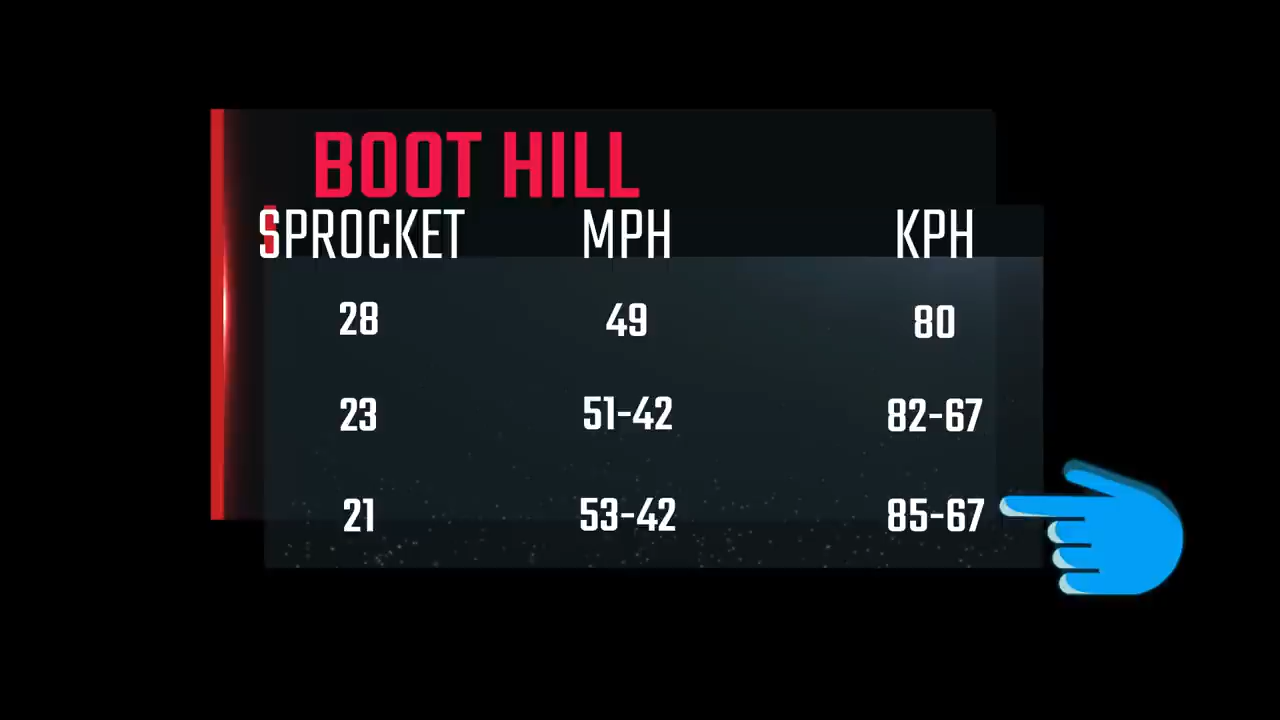 BOOT HILL
SPROCKET MPH KPH
28 49 80
23 51-42 82-67
21 53-42 85-67